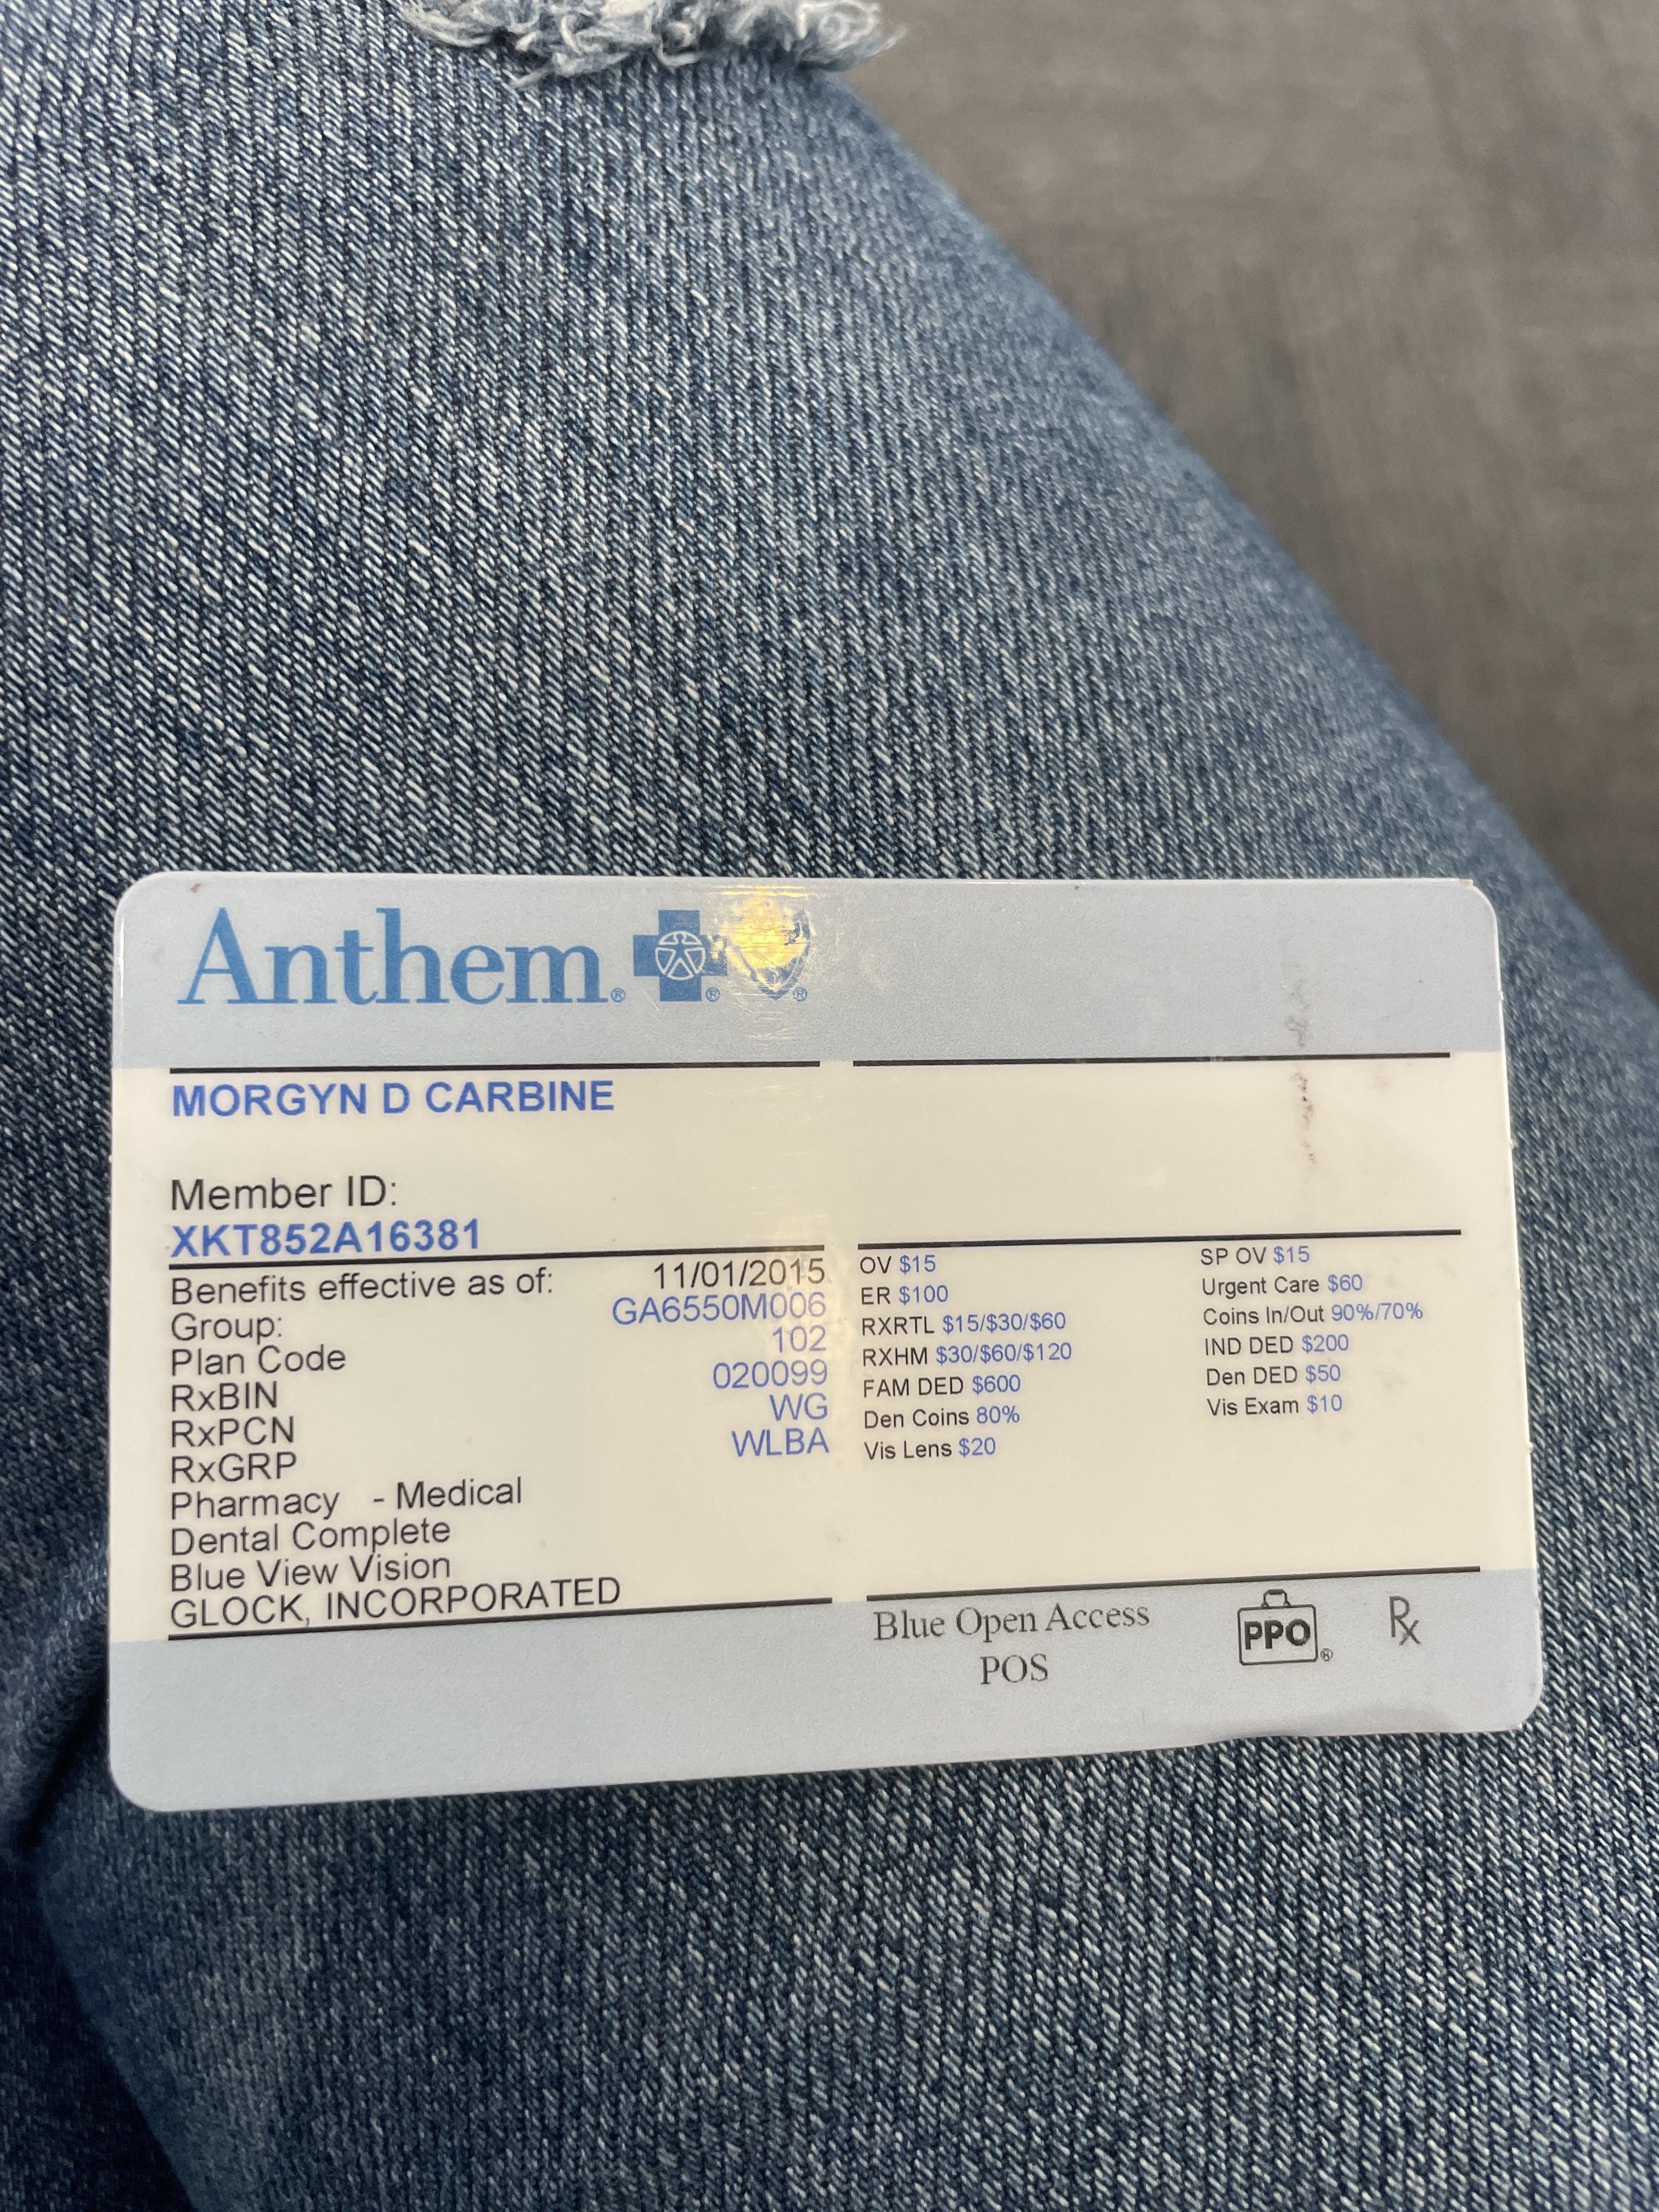 Anthem.® ® ®
MORGYN D CARBINE
Member ID:
XKT852A16381
Benefits effective as of: 11/01/2015
Group: GA6550M006
Plan Code 102
RxBIN 020099
RxPCN WG
RxGRP WLBA
Pharmacy - Medical
Dental Complete
Blue View Vision
GLOCK, INCORPORATED
OV $15 SP OV $15
ER $100 Urgent Care $60
RXRTL $15/$30/$60 Coins In/Out 90%/70%
RXHM $30/$60/$120 IND DED $200
FAM DED $600 Den DED $50
Den Coins 80% Vis Exam $10
Vis Lens $20
Blue Open Access
POS
PPO®
Rx